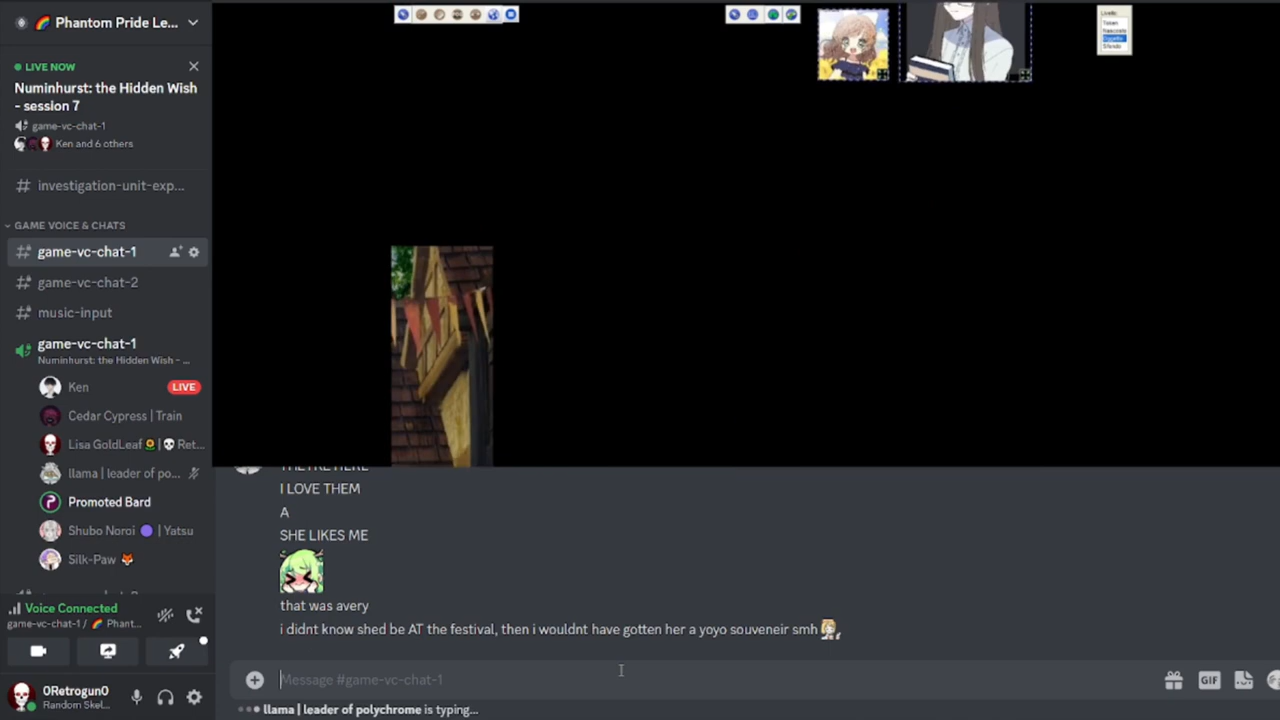 🌈 Phantom Pride Le...
LIVE NOW
Numinhurst: the Hidden Wish
- session 7
game-vc-chat-1
Ken and 6 others
investigation-unit-exp...
GAME VOICE & CHATS
game-vc-chat-1
game-vc-chat-2
music-input
game-vc-chat-1
Numinhurst: the Hidden Wish - ...
Ken
LIVE
Cedar Cypress | Train
Lisa GoldLeaf🌻 | 💀 Ret...
llama | leader of po...
Promoted Bard
Shubo Noroi 🟣 | Yatsu
Silk-Paw 🦊
Voice Connected
game-vc-chat-1 / 🌈 Phant...
0Retrogun0
Random Skel...
THEYRE HERE
I LOVE THEM
A
SHE LIKES ME
that was avery
i didnt know shed be AT the festival, then i wouldnt have gotten her a yoyo souveneir smh
Message #game-vc-chat-1
GIF
llama | leader of polychrome is typing...